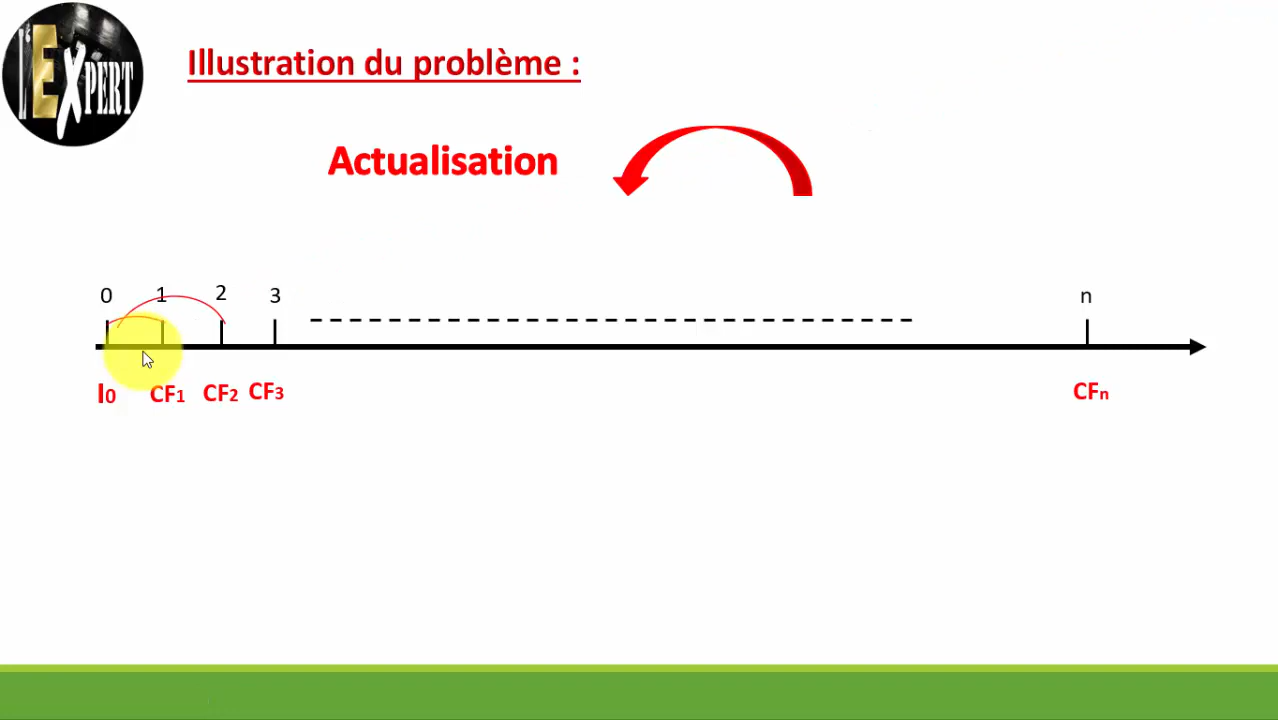 L'EXPERT
Illustration du problème :
Actualisation
0 1 2 3 n
I0 CF1 CF2 CF3 CFn